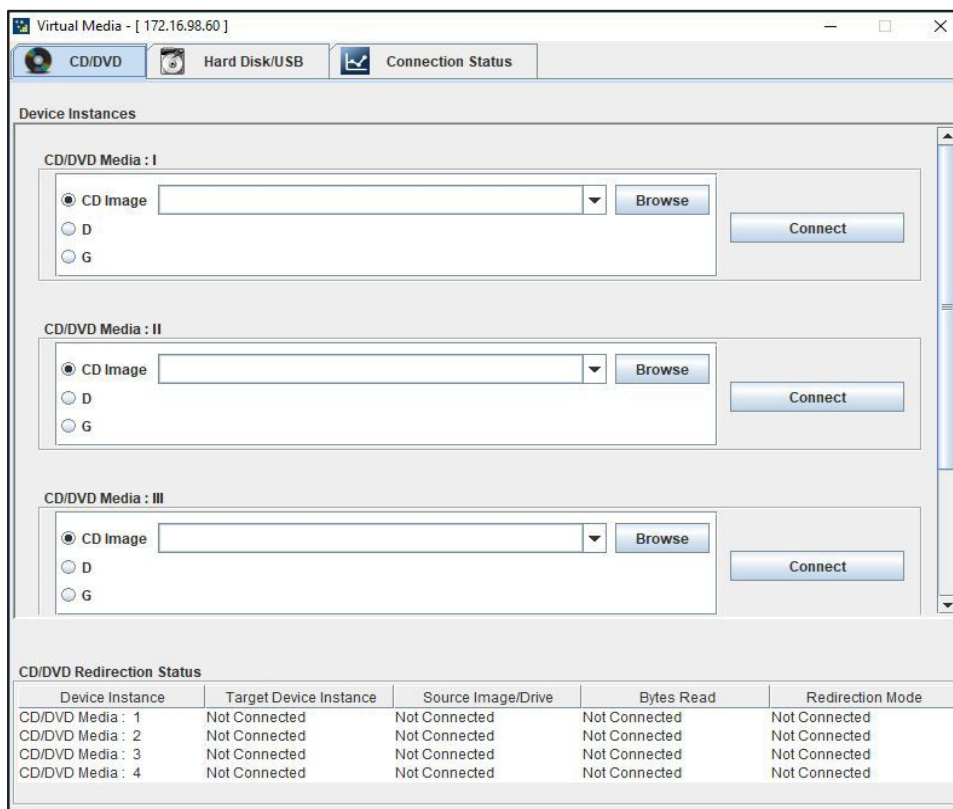 Virtual Media - [ 172.16.98.60 ]
CD/DVD Hard Disk/USB Connection Status
Device Instances
CD/DVD Media : I
CD Image Browse
D
Connect
G
CD/DVD Media : II
CD Image Browse
D
Connect
G
CD/DVD Media : III
CD Image Browse
D
Connect
G
CD/DVD Redirection Status
Device Instance Target Device Instance Source Image/Drive Bytes Read Redirection Mode
CD/DVD Media : 1 Not Connected Not Connected Not Connected Not Connected
CD/DVD Media : 2 Not Connected Not Connected Not Connected Not Connected
CD/DVD Media : 3 Not Connected Not Connected Not Connected Not Connected
CD/DVD Media : 4 Not Connected Not Connected Not Connected Not Connected